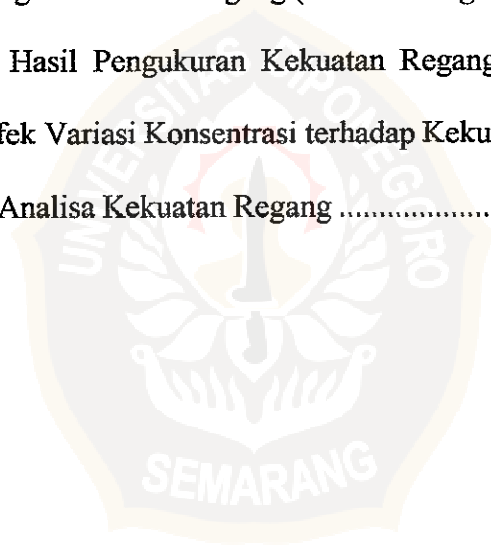 Hasil Pengukuran Kekuatan Regang
fek Variasi Konsentrasi terhadap Keku
Analisa Kekuatan Regang ....................
UNIVERSITAS DIPONEGORO
SEMARANG